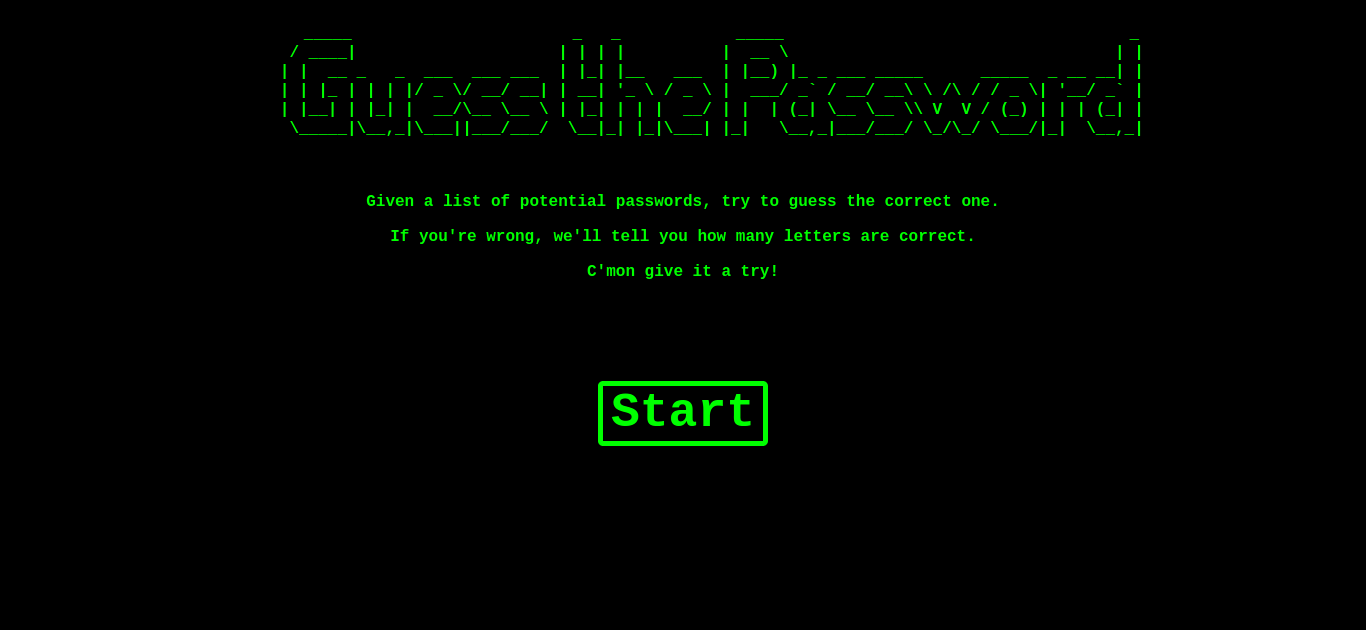 Guess the Password
Given a list of potential passwords, try to guess the correct one.
If you're wrong, we'll tell you how many letters are correct.
C'mon give it a try!
Start